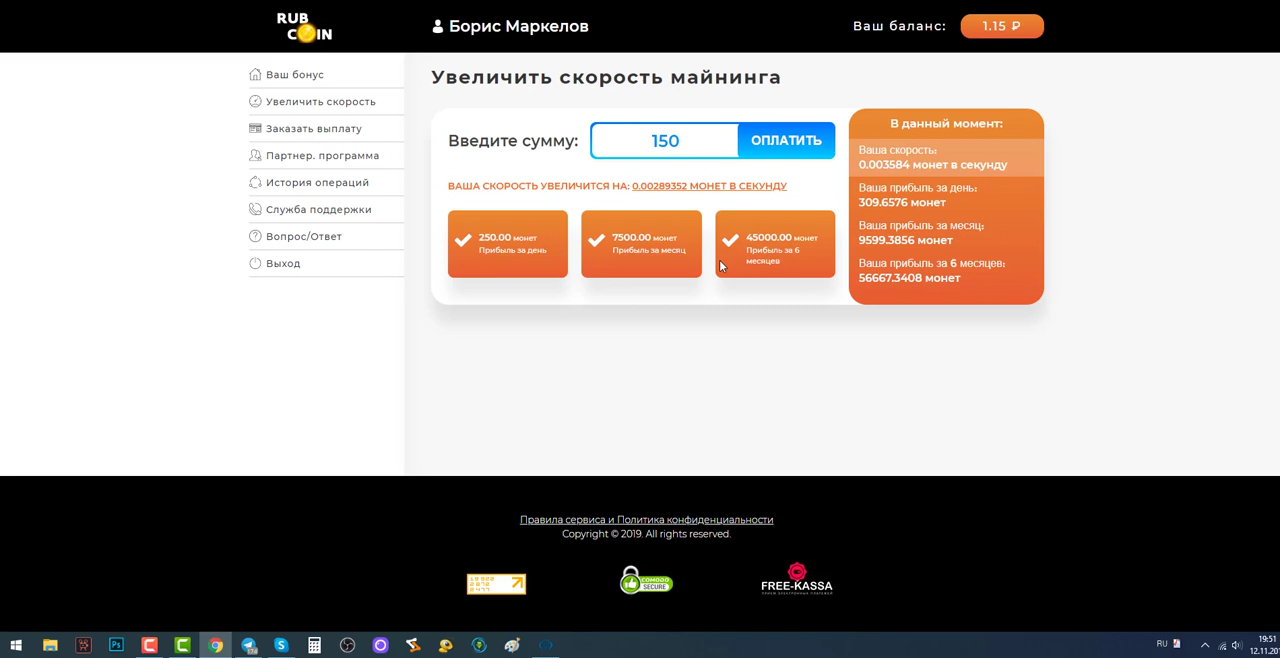 RUB
COIN
Борис Маркелов
Ваш баланс:
1.15 ₽
Ваш бонус
Увеличить скорость
Заказать выплату
Партнер. программа
История операций
Служба поддержки
Вопрос/Ответ
Выход
Увеличить скорость майнинга
Введите сумму:
150
ОПЛАТИТЬ
ВАША СКОРОСТЬ УВЕЛИЧИТСЯ НА: 0.00289352 МОНЕТ В СЕКУНДУ
250.00 монет
Прибыль за день
7500.00 монет
Прибыль за месяц
45000.00 монет
Прибыль за 6
месяцев
В данный момент:
Ваша скорость:
0.003584 монет в секунду
Ваша прибыль за день:
309.6576 монет
Ваша прибыль за месяц:
9599.3856 монет
Ваша прибыль за 6 месяцев:
56667.3408 монет
Правила сервиса и Политика конфиденциальности
Copyright © 2019. All rights reserved.
COMODO
SECURE
FREE-KASSA
Ps
RU
19:51
12.11.20